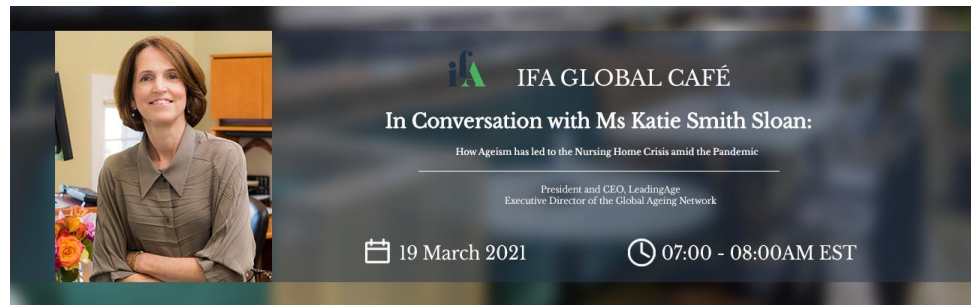 ifA
IFA GLOBAL CAFÉ
In Conversation with Ms Katie Smith Sloan:
How Ageism has led to the Nursing Home Crisis amid the Pandemic
President and CEO, LeadingAge
Executive Director of the Global Ageing Network
19 March 2021
07:00 - 08:00AM EST